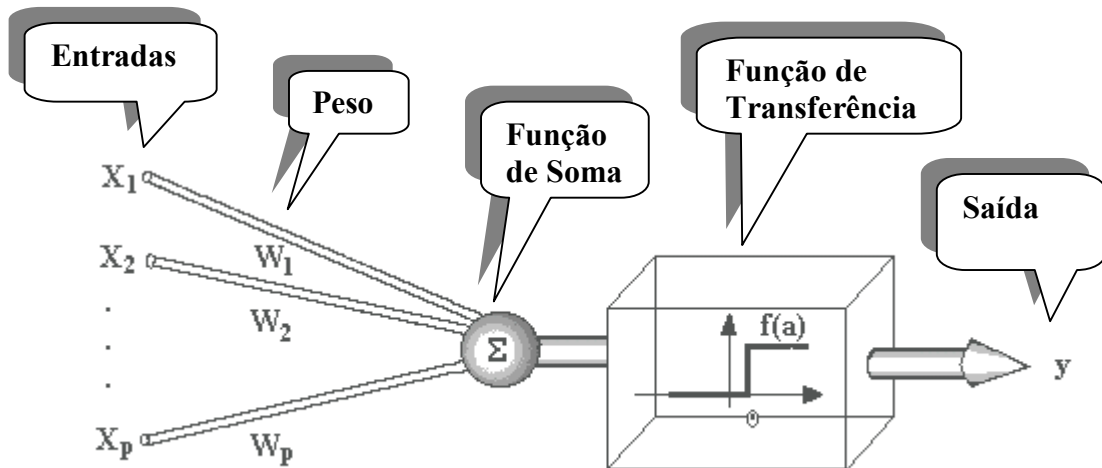 Entradas
Peso
Função
de Soma
Função de
Transferência
Saída
X1
X2
.
.
.
Xp
W1
W2
Wp
Σ
f(a)
y